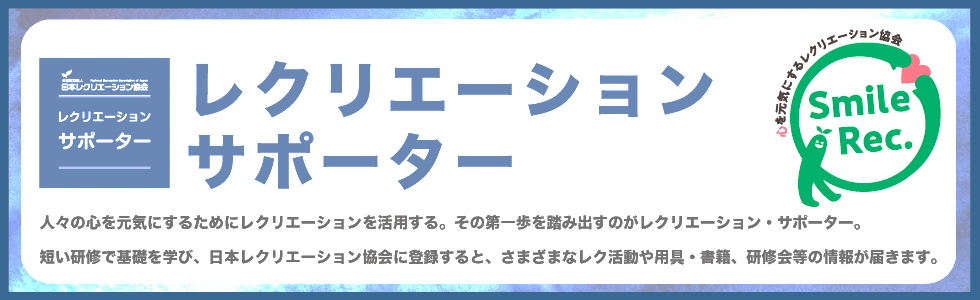 日本レクリエーション協会
レクリエーション
サポーター
レクリエーション
サポーター
心を元気にするレクリエーション協会
Smile
Rec.
人々の心を元気にするためにレクリエーションを活用する。その第一歩を踏み出すのがレクリエーション・サポーター。
短い研修で基礎を学び、日本レクリエーション協会に登録すると、さまざまなレク活動や用具・書籍、研修会等の情報が届きます。